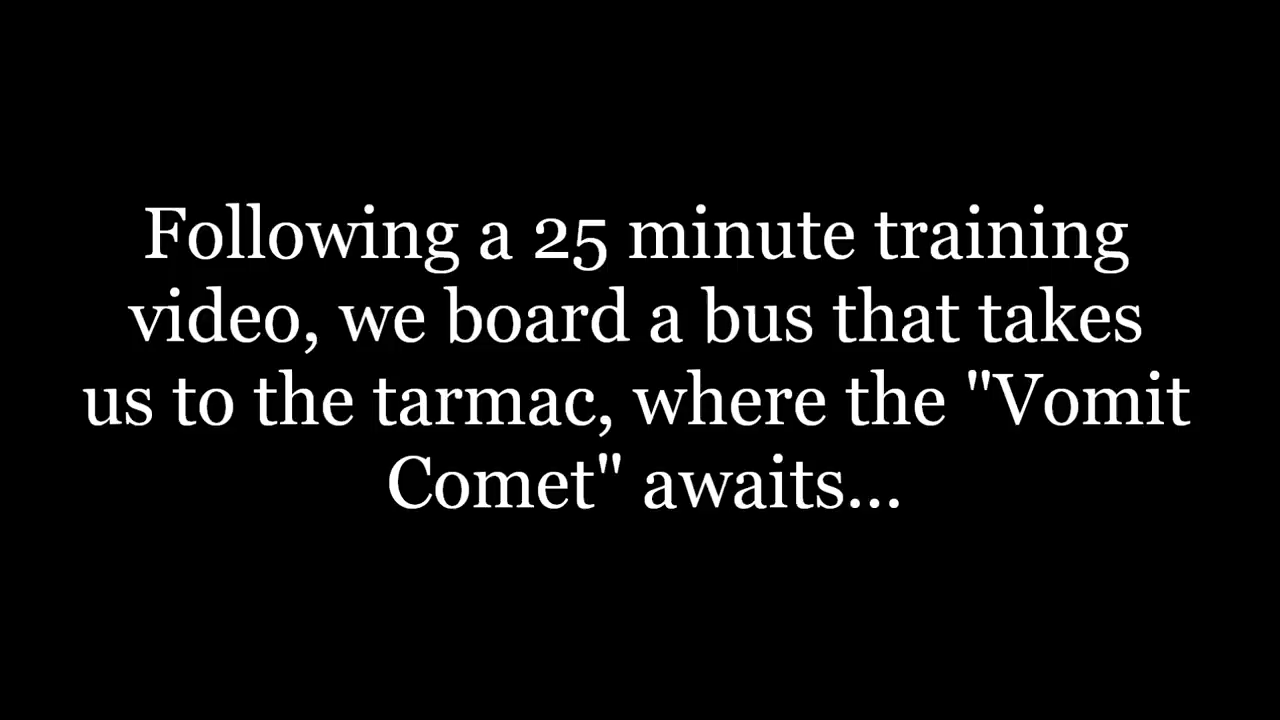 Following a 25 minute training
video, we board a bus that takes
us to the tarmac, where the "Vomit
Comet" awaits...